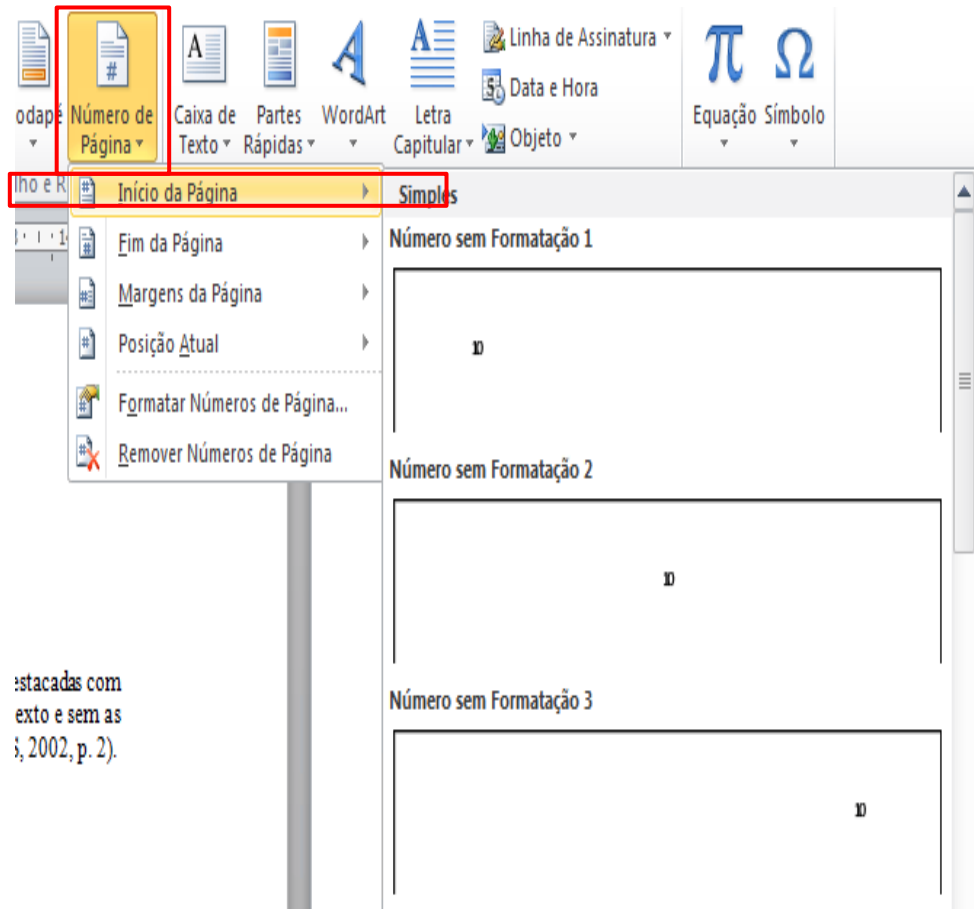 Número de
Página
Caixa de
Texto
Partes
Rápidas
WordArt
Letra
Capitular
Linha de Assinatura
Data e Hora
Objeto
Equação
Símbolo
Início da Página
Fim da Página
Margens da Página
Posição Atual
Formatar Números de Página...
Remover Números de Página
Simples
Número sem Formatação 1
10
Número sem Formatação 2
10
Número sem Formatação 3
10
estacadas com
exto e sem as
, 2002, p. 2).